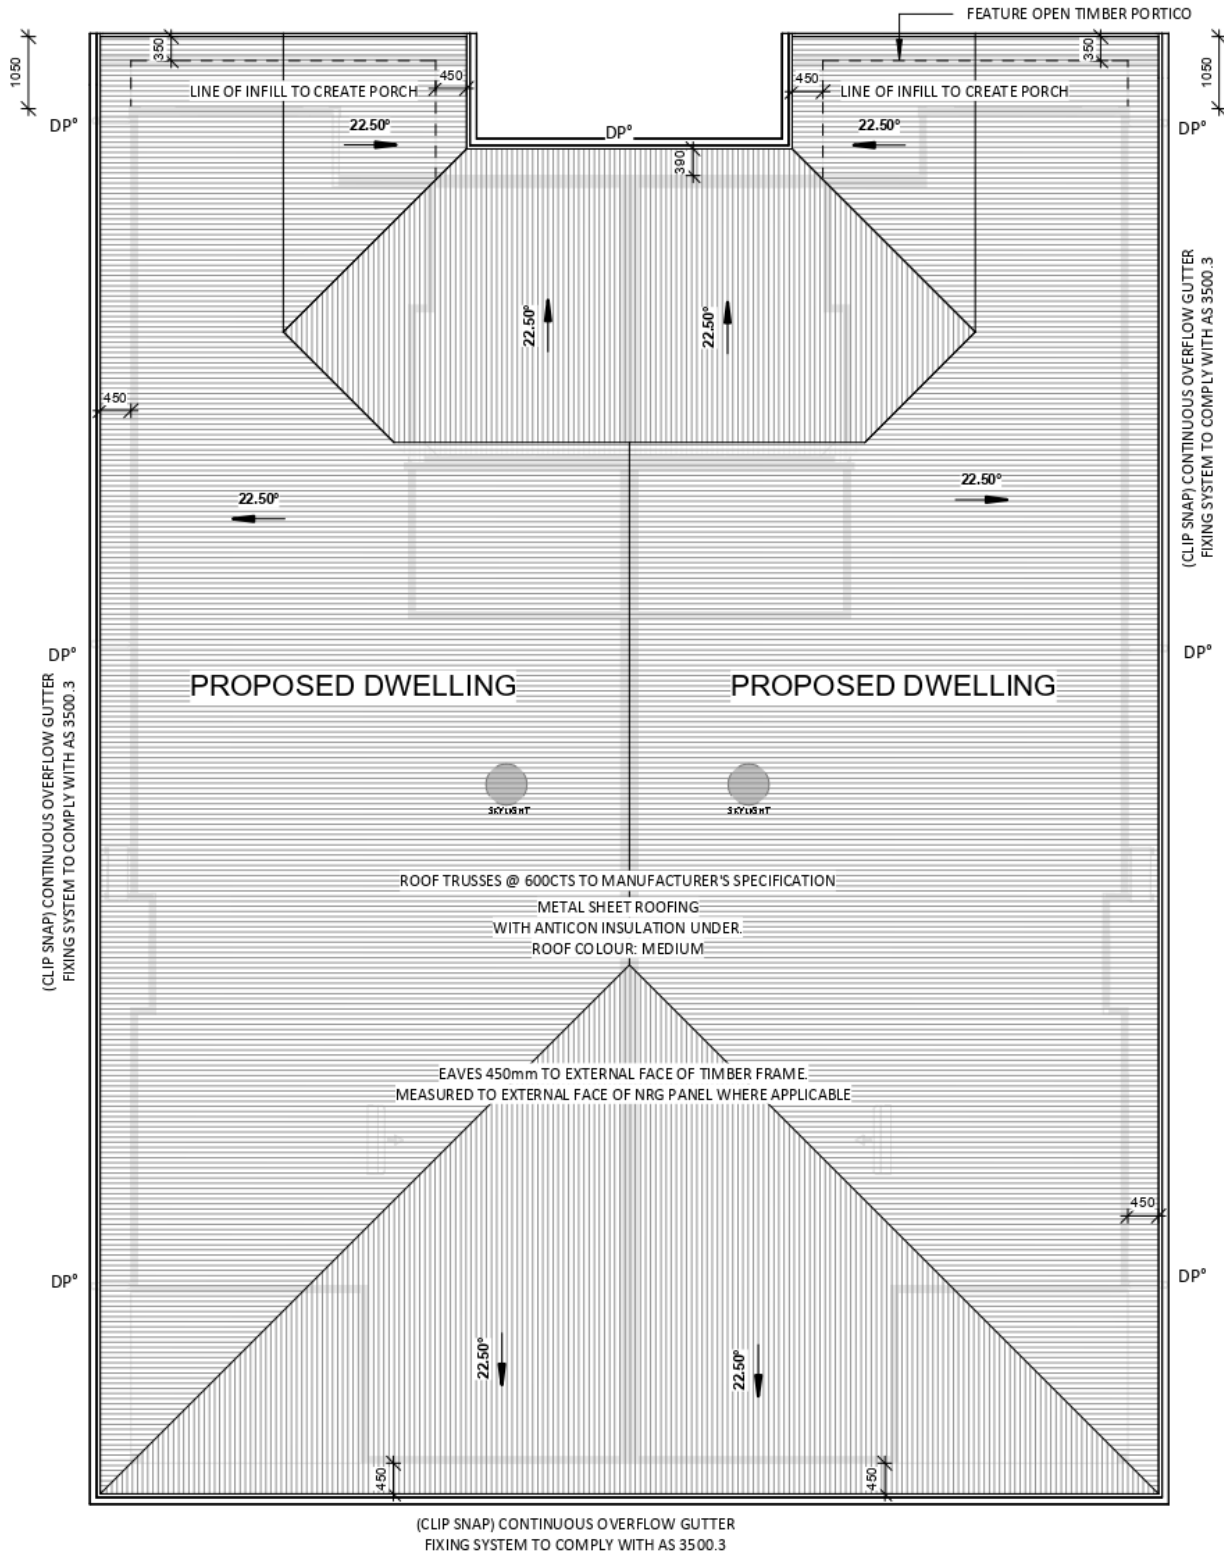 FEATURE OPEN TIMBER PORTICO
1050
350
450
450
350
1050
LINE OF INFILL TO CREATE PORCH
LINE OF INFILL TO CREATE PORCH
DP°
22.50°
DP°
22.50°
DP°
390
22.50°
22.50°
(CLIP SNAP) CONTINUOUS OVERFLOW GUTTER
FIXING SYSTEM TO COMPLY WITH AS 3500.3
450
22.50°
22.50°
DP°
DP°
(CLIP SNAP) CONTINUOUS OVERFLOW GUTTER
FIXING SYSTEM TO COMPLY WITH AS 3500.3
PROPOSED DWELLING
PROPOSED DWELLING
SKYLIGHT
SKYLIGHT
ROOF TRUSSES @ 600CTS TO MANUFACTURER'S SPECIFICATION
METAL SHEET ROOFING
WITH ANTICON INSULATION UNDER.
ROOF COLOUR: MEDIUM
EAVES 450mm TO EXTERNAL FACE OF TIMBER FRAME.
MEASURED TO EXTERNAL FACE OF NRG PANEL WHERE APPLICABLE
450
DP°
DP°
22.50°
22.50°
450
450
(CLIP SNAP) CONTINUOUS OVERFLOW GUTTER
FIXING SYSTEM TO COMPLY WITH AS 3500.3